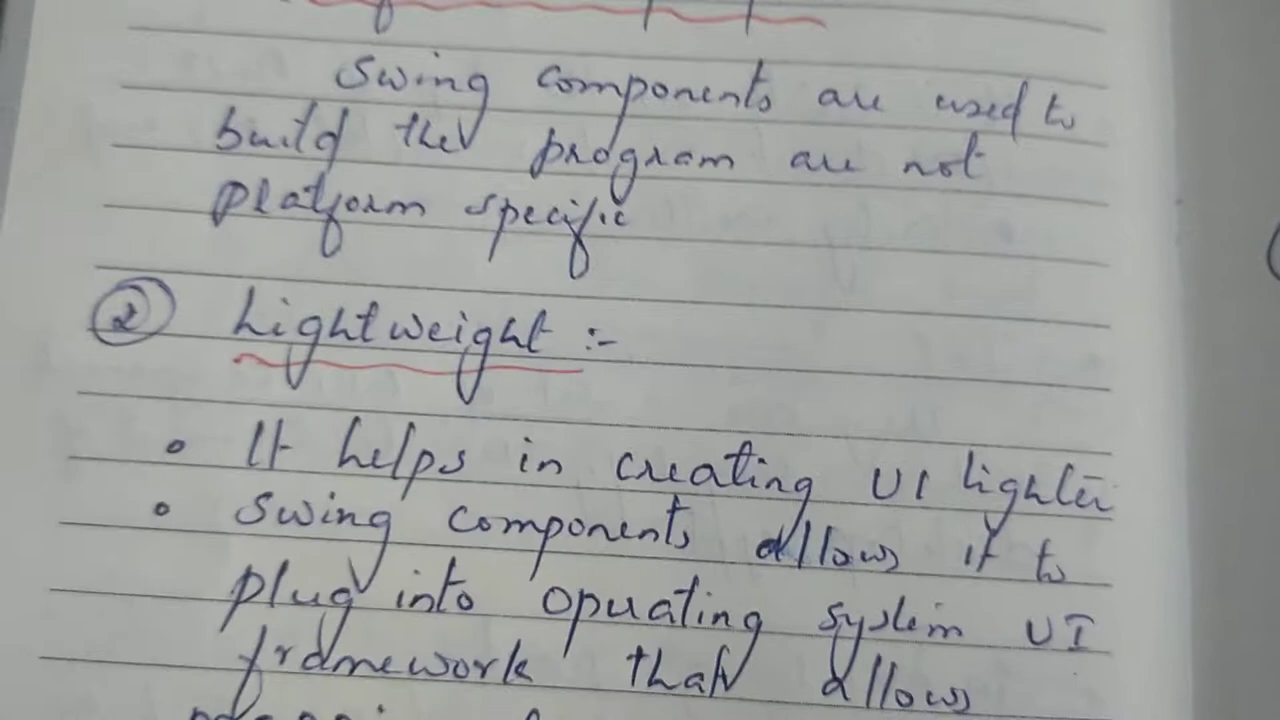 Swing components are used to
build the program are not
platform specific
② Lightweight :-
• It helps in creating UI lighter
• Swing components allows it to
plug into operating system UI
framework that allows